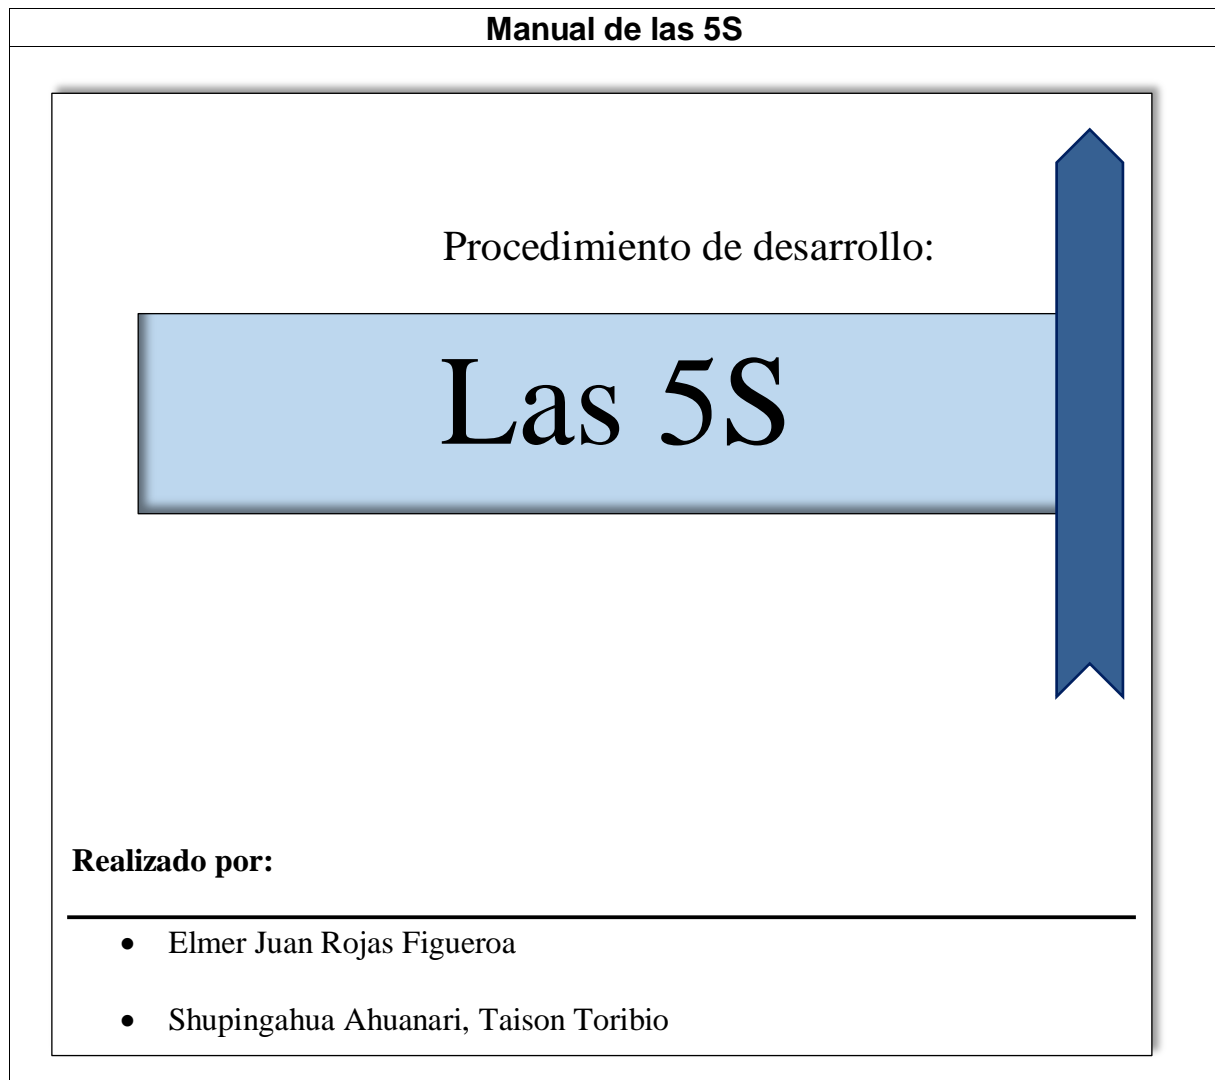 Manual de las 5S
Procedimiento de desarrollo:
Las 5S
Realizado por:
• Elmer Juan Rojas Figueroa
• Shupingahua Ahuanari, Taison Toribio